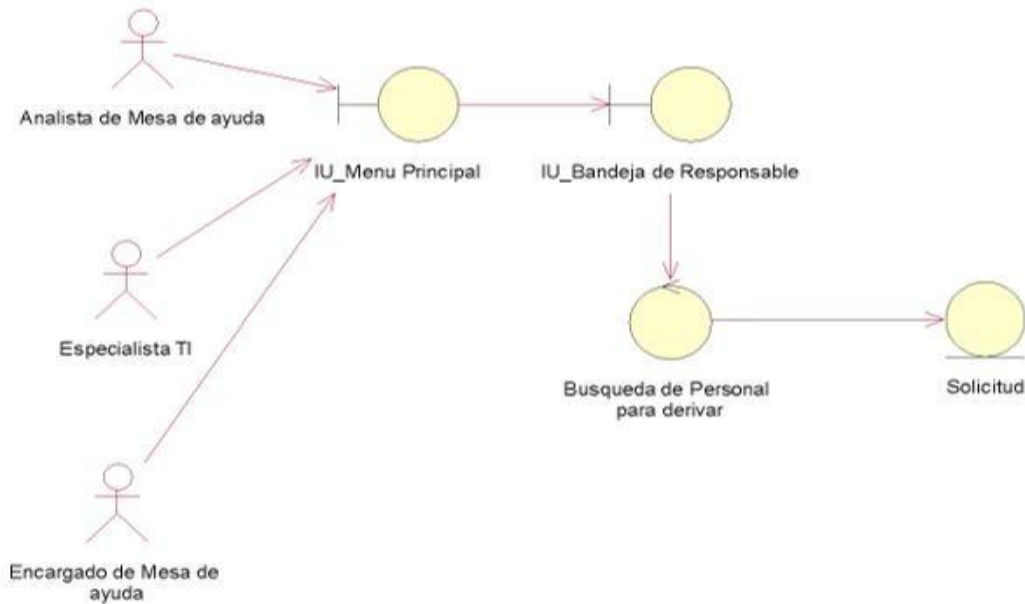 Analista de Mesa de ayuda
IU_Menu Principal
IU_Bandeja de Responsable
Especialista TI
Busqueda de Personal
para derivar
Solicitud
Encargado de Mesa de
ayuda